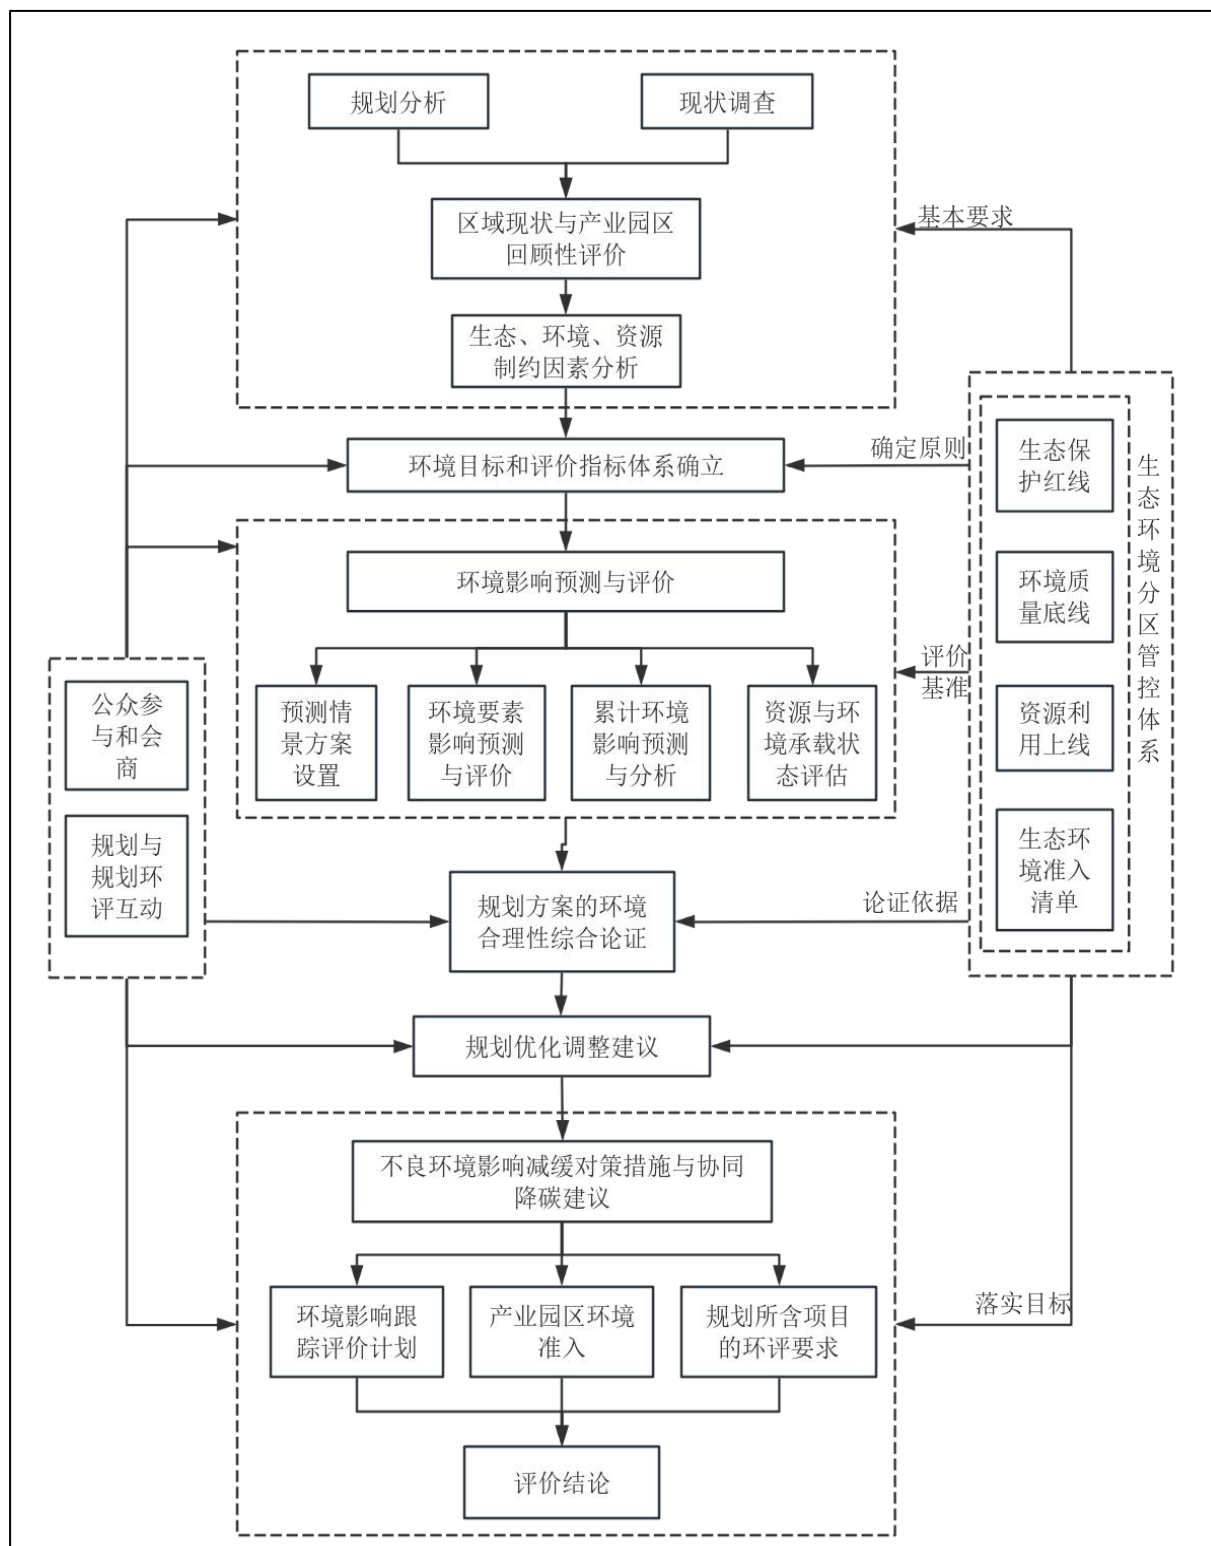 规划分析
现状调查
区域现状与产业园区
回顾性评价
基本要求
生态、环境、资源
制约因素分析
环境目标和评价指标体系确立
确定原则
生态保
护红线
环境质
量底线
资源利
用上线
生态环
境准入
清单
生态环境分区管控体系
环境影响预测与评价
评价
基准
预测情
景方案
设置
环境要素
影响预测
与评价
累计环境
影响预测
与分析
资源与环
境承载状
态评估
公众参
与和会
商
规划与
规划环
评互动
规划方案的环境
合理性综合论证
论证依据
规划优化调整建议
不良环境影响减缓对策措施与协同
降碳建议
环境影响跟
踪评价计划
产业园区环境
准入
规划所含项目
的环评要求
落实目标
评价结论